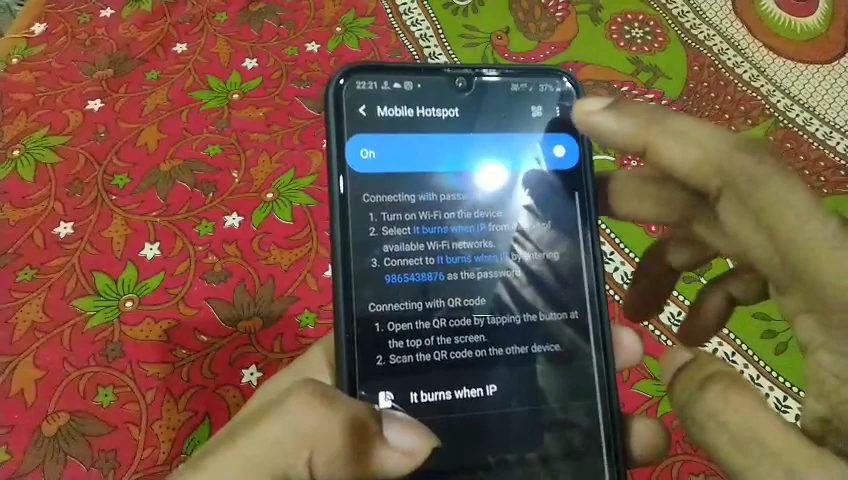 22:21 37%
Mobile Hotspot
On
Connecting with passw
1. Turn on Wi-Fi on the device.
2. Select It burns when IP from of
available Wi-Fi networks.
3. Connect to It burns when IP by entering
9865438876 as the password.
Connecting with QR code
1. Open the QR code by tapping the button at
the top of the screen.
2. Scan the QR code on the other device.
It burns when IP